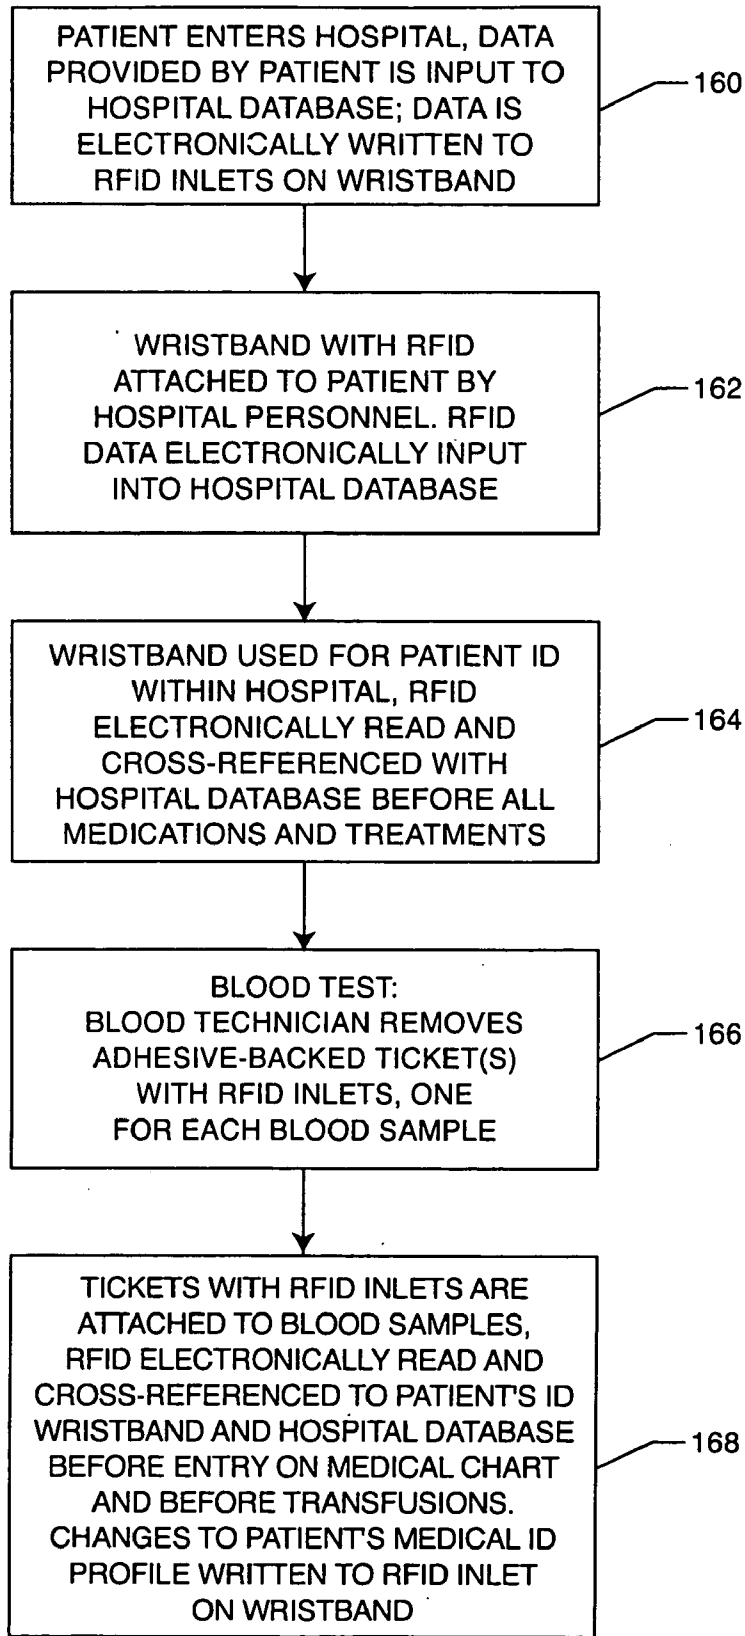 PATIENT ENTERS HOSPITAL, DATA
PROVIDED BY PATIENT IS INPUT TO
HOSPITAL DATABASE; DATA IS
ELECTRONICALLY WRITTEN TO
RFID INLETS ON WRISTBAND
160
WRISTBAND WITH RFID
ATTACHED TO PATIENT BY
HOSPITAL PERSONNEL. RFID
DATA ELECTRONICALLY INPUT
INTO HOSPITAL DATABASE
162
WRISTBAND USED FOR PATIENT ID
WITHIN HOSPITAL, RFID
ELECTRONICALLY READ AND
CROSS-REFERENCED WITH
HOSPITAL DATABASE BEFORE ALL
MEDICATIONS AND TREATMENTS
164
BLOOD TEST:
BLOOD TECHNICIAN REMOVES
ADHESIVE-BACKED TICKET(S)
WITH RFID INLETS, ONE
FOR EACH BLOOD SAMPLE
166
TICKETS WITH RFID INLETS ARE
ATTACHED TO BLOOD SAMPLES,
RFID ELECTRONICALLY READ AND
CROSS-REFERENCED TO PATIENT'S ID
WRISTBAND AND HOSPITAL DATABASE
BEFORE ENTRY ON MEDICAL CHART
AND BEFORE TRANSFUSIONS.
CHANGES TO PATIENT'S MEDICAL ID
PROFILE WRITTEN TO RFID INLET
ON WRISTBAND
168